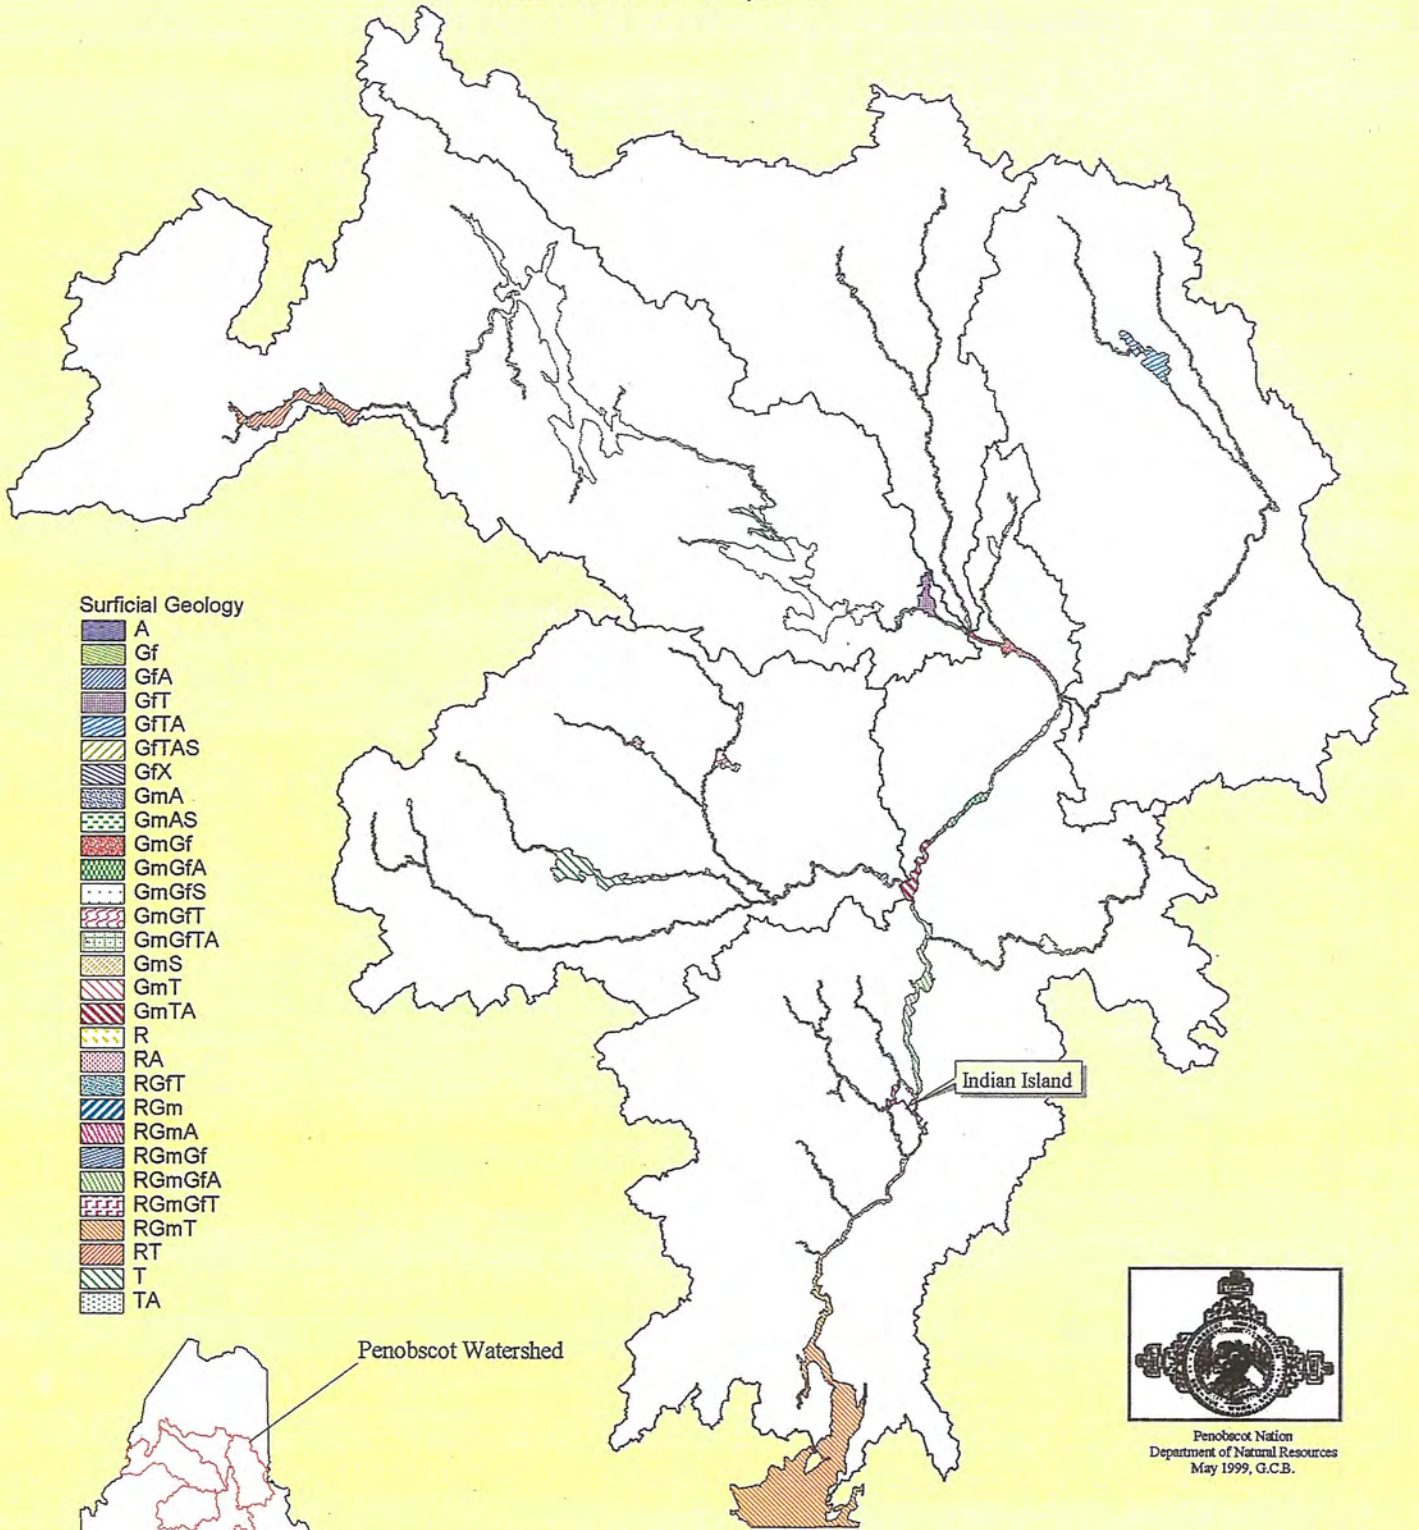 Surficial Geology
A
Gf
GfA
GfT
GfTA
GfTAS
GfX
GmA
GmAS
GmGf
GmGfA
GmGfS
GmGfT
GmGfTA
GmS
GmT
GmTA
R
RA
RGfT
RGm
RGmA
RGmGf
RGmGfA
RGmGfT
RGmT
RT
T
TA
Indian Island
Penobscot Watershed
Penobscot Nation
Department of Natural Resources
May 1999, G.C.B.